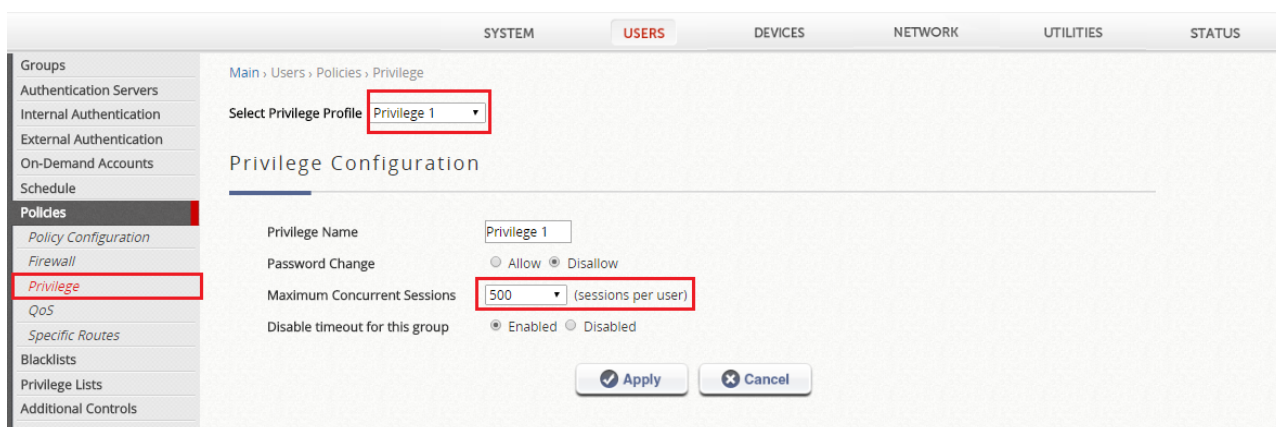 SYSTEM USERS DEVICES NETWORK UTILITIES STATUS
Groups
Authentication Servers
Internal Authentication
External Authentication
On-Demand Accounts
Schedule
Policies
Policy Configuration
Firewall
Privilege
QoS
Specific Routes
Blacklists
Privilege Lists
Additional Controls
Main › Users › Policies › Privilege
Select Privilege Profile Privilege 1
Privilege Configuration
Privilege Name Privilege 1
Password Change Allow Disallow
Maximum Concurrent Sessions 500 (sessions per user)
Disable timeout for this group Enabled Disabled
Apply Cancel